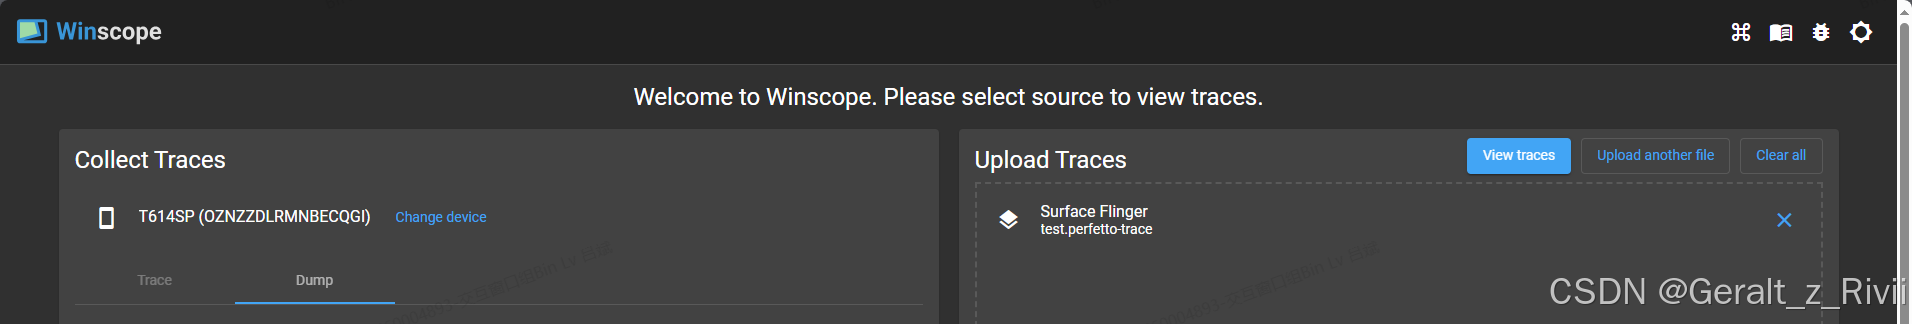 Winscope
Welcome to Winscope. Please select source to view traces.
Collect Traces
T614SP (OZNZZDLRMNBECQGI) Change device
Trace Dump
Upload Traces
View traces Upload another file Clear all
Surface Flinger
test.perfetto-trace
CSDN @Geralt_z_Rivii